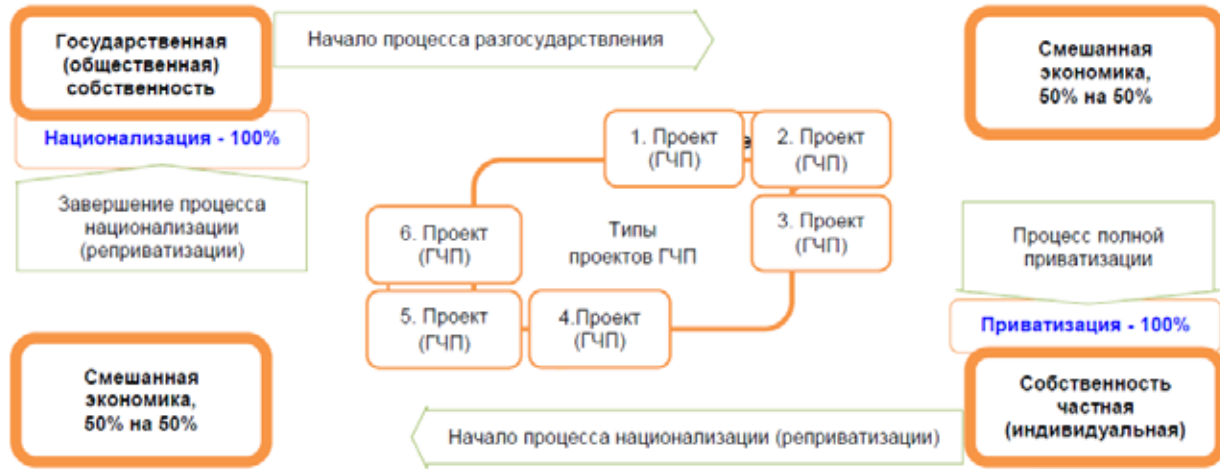 Государственная
(общественная)
собственность
Начало процесса разгосударствления
Смешанная
экономика,
50% на 50%
Национализация - 100%
1. Проект
(ГЧП)
2. Проект
(ГЧП)
Завершение процесса
национализации
(реприватизации)
6. Проект
(ГЧП)
Типы
проектов ГЧП
3. Проект
(ГЧП)
Процесс полной
приватизации
5. Проект
(ГЧП)
4.Проект
(ГЧП)
Приватизация - 100%
Смешанная
экономика,
50% на 50%
Собственность
частная
(индивидуальная)
Начало процесса национализации (реприватизации)